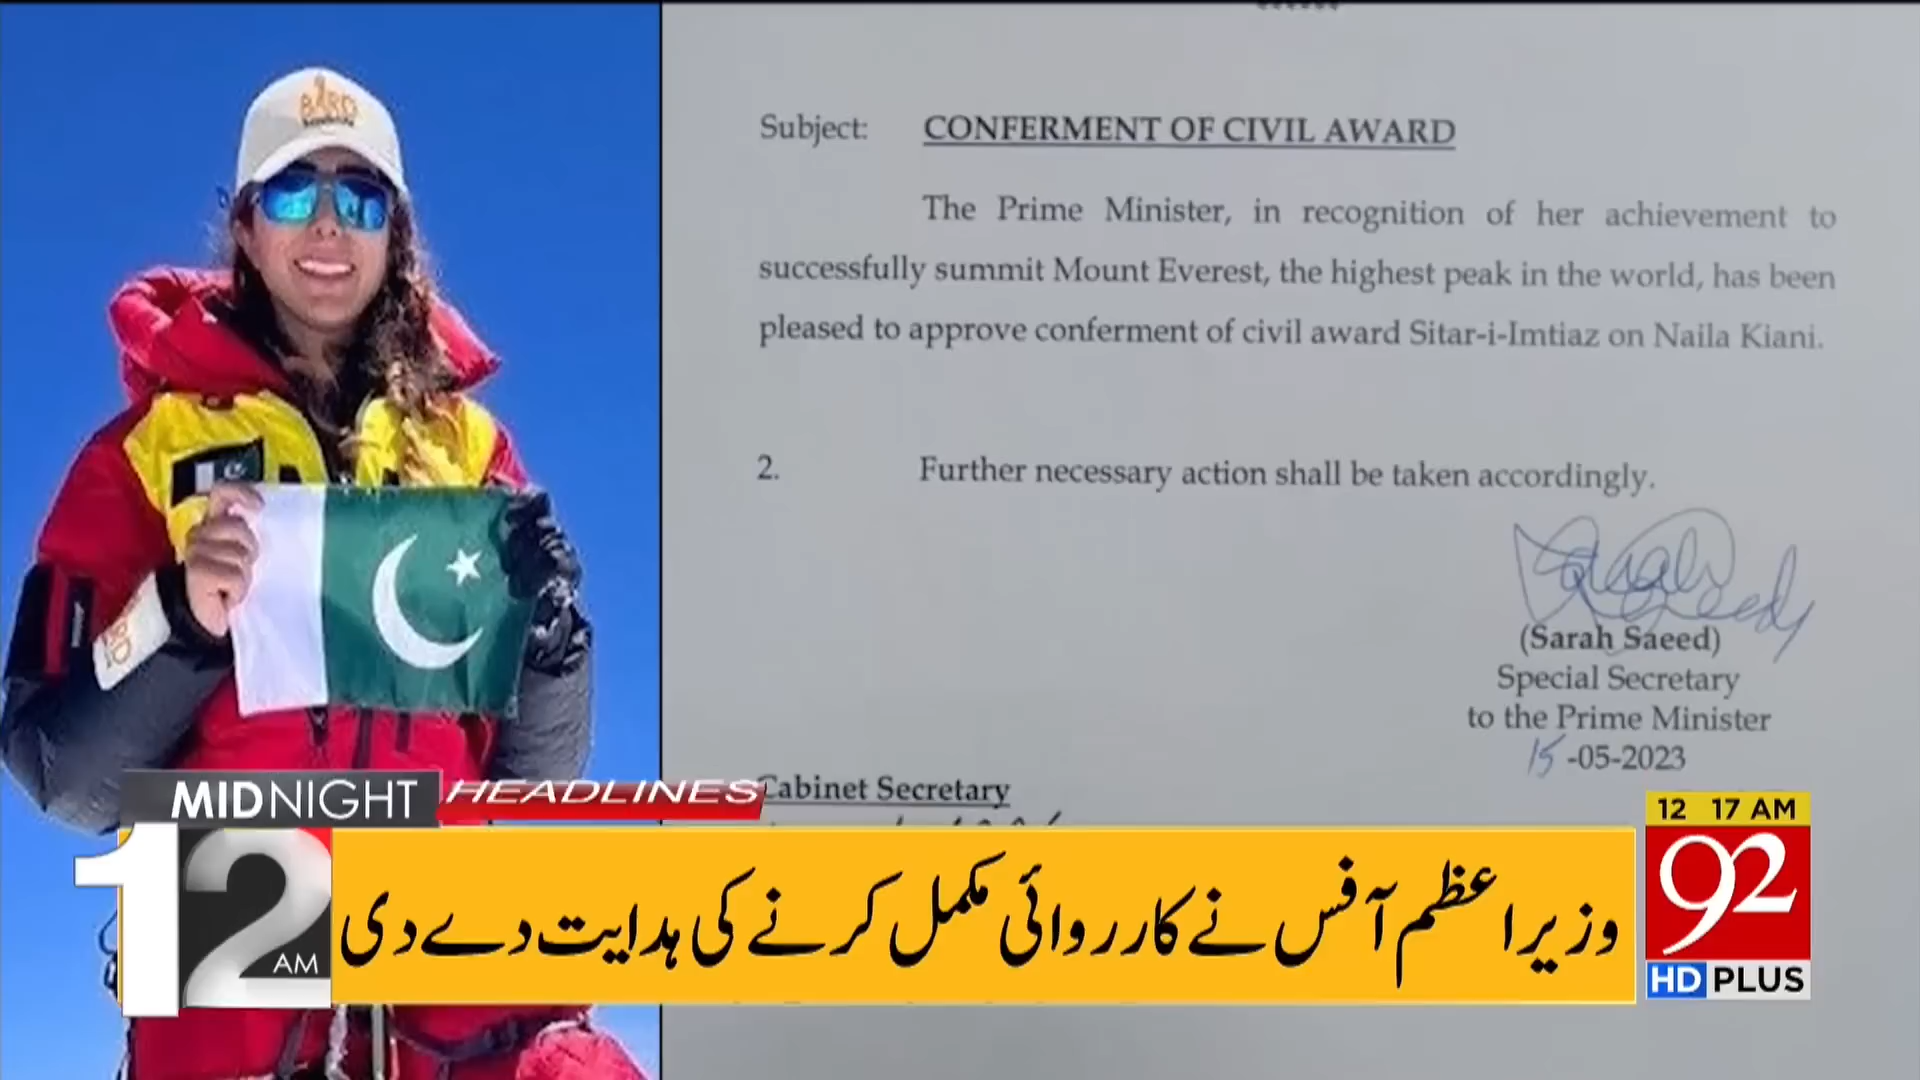 BARD
Subject: CONFERMENT OF CIVIL AWARD
The Prime Minister, in recognition of her achievement to
successfully summit Mount Everest, the highest peak in the world, has been
pleased to approve conferment of civil award Sitar-i-Imtiaz on Naila Kiani.
2. Further necessary action shall be taken accordingly.
(Sarah Saeed)
Special Secretary
to the Prime Minister
15-05-2023
Cabinet Secretary
BARD
MIDNIGHT HEADLINES
12 AM
وزیراعظم آفس نے کارروائی مکمل کرنے کی ہدایت دے دی
12 17 AM
92
HD PLUS